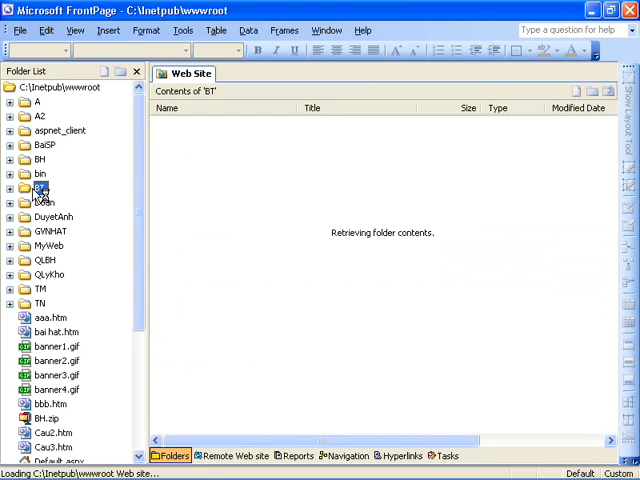 Microsoft FrontPage - C:\Inetpub\wwwroot
File Edit View Insert Format Tools Table Data Frames Window Help
Type a question for help
Folder List
Web Site
C:\Inetpub\wwwroot
Contents of 'BT'
Name Title Size Type Modified Date
A
A2
aspnet_client
BaiSP
BH
bin
BT
DuyetAnh
GVNHAT
MyWeb
QLBH
QLyKho
TM
TN
aaa.htm
bai hat.htm
banner1.gif
banner2.gif
banner3.gif
banner4.gif
bbb.htm
BH.zip
Cau2.htm
Cau3.htm
Default.aspx
Retrieving folder contents.
Show Layout Tool
Folders Remote Web site Reports Navigation Hyperlinks Tasks
Loading C:\Inetpub\wwwroot Web site...
Default Custom